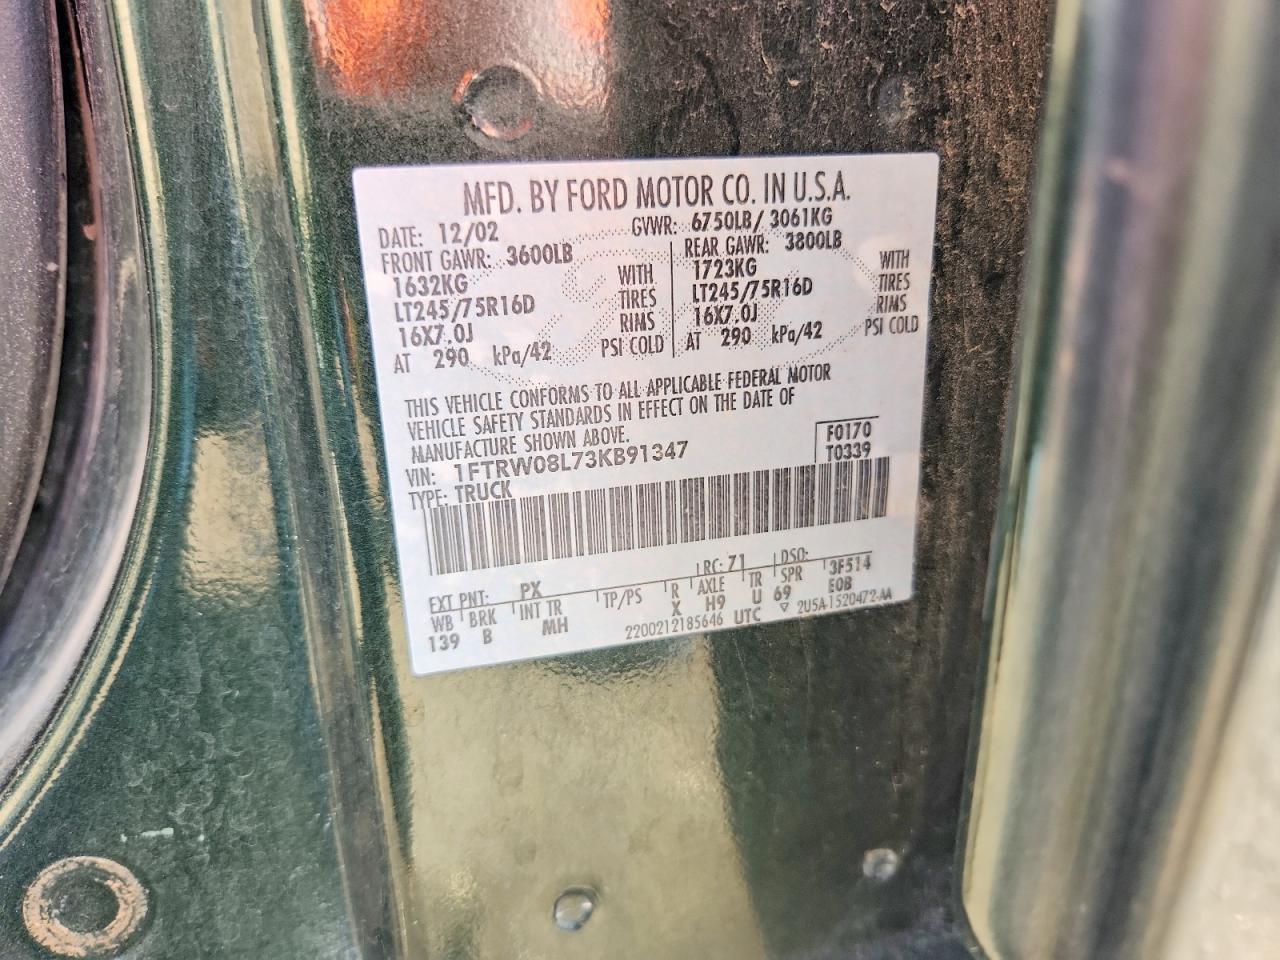 MFD. BY FORD MOTOR CO. IN U.S.A.
DATE: 12/02 GVWR: 6750LB/ 3061KG
FRONT GAWR: 3600LB REAR GAWR: 3800LB
1632KG WITH 1723KG WITH
LT245/75R16D TIRES LT245/75R16D TIRES
16X7.0J RIMS 16X7.0J RIMS
AT 290 kPa/42 PSI COLD AT 290 kPa/42 PSI COLD
THIS VEHICLE CONFORMS TO ALL APPLICABLE FEDERAL MOTOR
VEHICLE SAFETY STANDARDS IN EFFECT ON THE DATE OF
MANUFACTURE SHOWN ABOVE.
VIN: 1FTRW08L73KB91347 F0170
TYPE: TRUCK T0339
EXT PNT: PX RC: 71 DSO: 3F514
WB BRK INT TR TP/PS R AXLE TR SPR EOB
139 B MH X H9 U 69
2200212185646 UTC ▽ 2U5A-1520472-AA